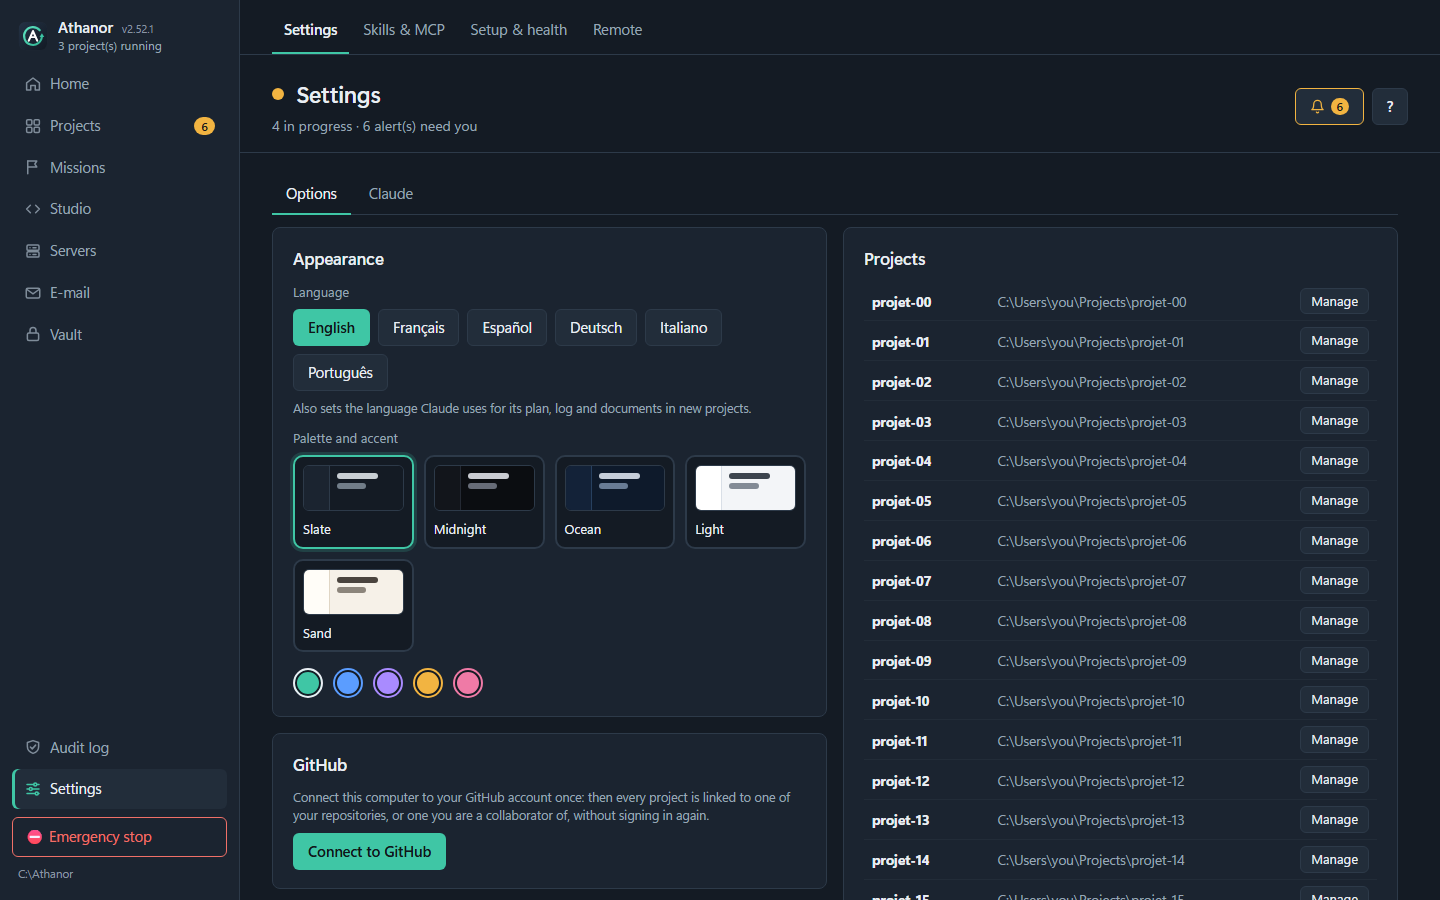 Athanor v2.52.1
3 project(s) running
Home
Projects 6
Missions
Studio
Servers
E-mail
Vault
Audit log
Settings
Emergency stop
C:\Athanor
Settings Skills & MCP Setup & health Remote
Settings
4 in progress · 6 alert(s) need you
6 ?
Options Claude
Appearance
Language
English Français Español Deutsch Italiano
Português
Also sets the language Claude uses for its plan, log and documents in new projects.
Palette and accent
Slate Midnight Ocean Light
Sand
GitHub
Connect this computer to your GitHub account once: then every project is linked to one of
your repositories, or one you are a collaborator of, without signing in again.
Connect to GitHub
Projects
projet-00 C:\Users\you\Projects\projet-00 Manage
projet-01 C:\Users\you\Projects\projet-01 Manage
projet-02 C:\Users\you\Projects\projet-02 Manage
projet-03 C:\Users\you\Projects\projet-03 Manage
projet-04 C:\Users\you\Projects\projet-04 Manage
projet-05 C:\Users\you\Projects\projet-05 Manage
projet-06 C:\Users\you\Projects\projet-06 Manage
projet-07 C:\Users\you\Projects\projet-07 Manage
projet-08 C:\Users\you\Projects\projet-08 Manage
projet-09 C:\Users\you\Projects\projet-09 Manage
projet-10 C:\Users\you\Projects\projet-10 Manage
projet-11 C:\Users\you\Projects\projet-11 Manage
projet-12 C:\Users\you\Projects\projet-12 Manage
projet-13 C:\Users\you\Projects\projet-13 Manage
projet-14 C:\Users\you\Projects\projet-14 Manage
projet-15 C:\Users\you\Projects\projet-15 Manage